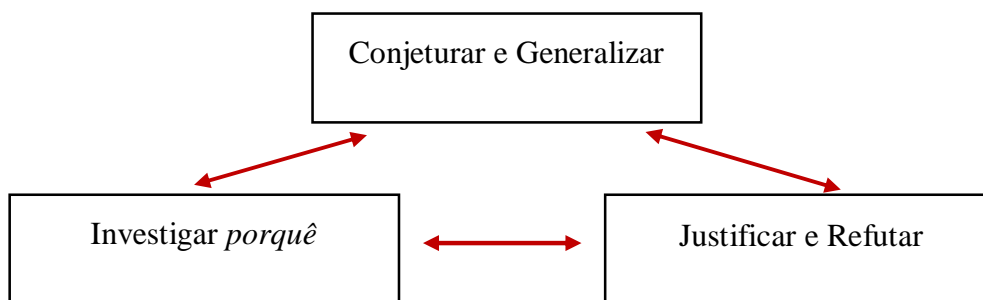 Conjeturar e Generalizar
Investigar porquê
Justificar e Refutar